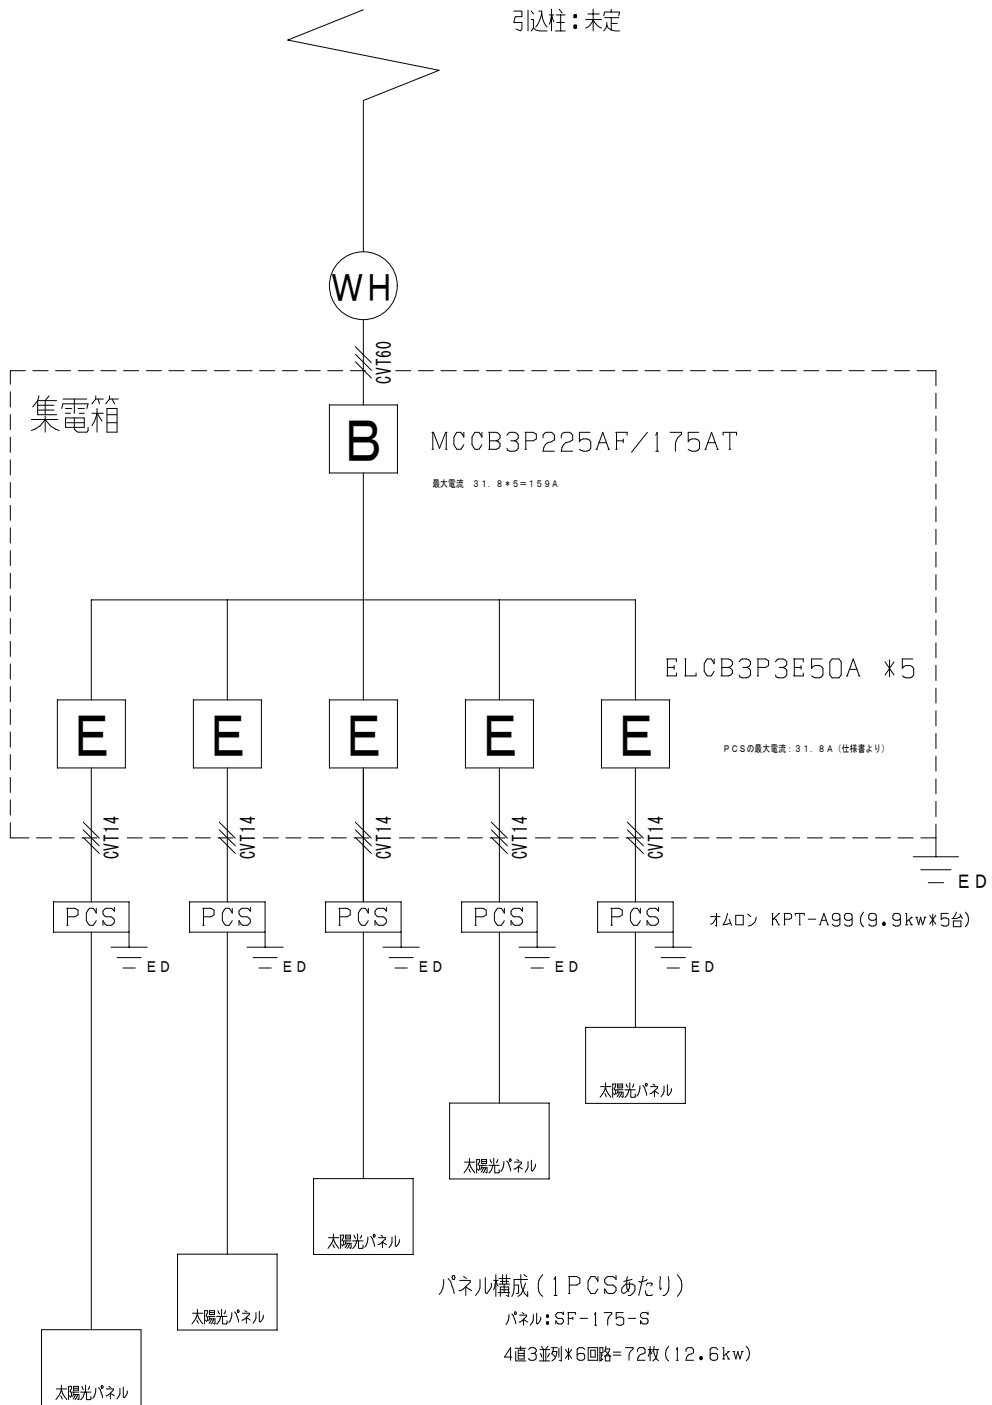 引込柱：未定
WH
CVT60
集電箱
B
MCCB3P225AF/175AT
最大電流 31.8*5=159A
ELCB3P3E50A *5
E
E
E
E
E
PCSの最大電流：31.8A（仕様書より）
CVT14
CVT14
CVT14
CVT14
CVT14
ED
PCS
PCS
PCS
PCS
PCS
オムロン KPT-A99(9.9kw*5台)
ED
ED
ED
ED
ED
太陽光パネル
太陽光パネル
太陽光パネル
太陽光パネル
太陽光パネル
パネル構成(1PCSあたり)
パネル：SF-175-S
4直3並列*6回路=72枚(12.6kw)